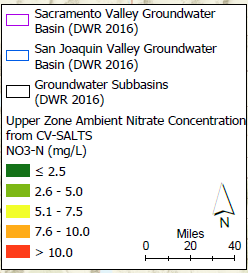 Sacramento Valley Groundwater
Basin (DWR 2016)
San Joaquin Valley Groundwater
Basin (DWR 2016)
Groundwater Subbasins
(DWR 2016)
Upper Zone Ambient Nitrate Concentration
from CV-SALTS
NO3-N (mg/L)
≤ 2.5
2.6 - 5.0
5.1 - 7.5
7.6 - 10.0
> 10.0
N
Miles
0 20 40